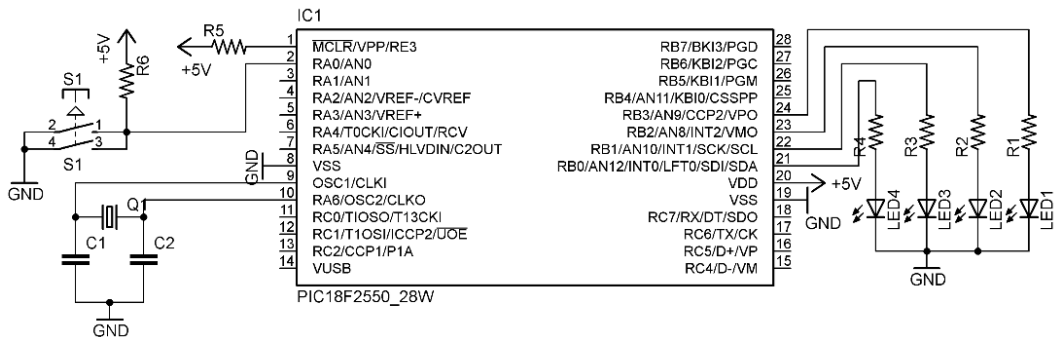 IC1
R5
+5V
+5V
R6
S1
2 1
4 3
S1
GND
GND
1 MCLR/VPP/RE3
2 RA0/AN0
3 RA1/AN1
4 RA2/AN2/VREF-/CVREF
5 RA3/AN3/VREF+
6 RA4/T0CKI/CIOUT/RCV
7 RA5/AN4/SS/HLVDIN/C2OUT
8 VSS
9 OSC1/CLKI
10 RA6/OSC2/CLKO
11 RC0/TIOSO/T13CKI
12 RC1/T1OSI/ICCP2/UOE
13 RC2/CCP1/P1A
14 VUSB
RB7/BKI3/PGD 28
RB6/KBI2/PGC 27
RB5/KBI1/PGM 26
RB4/AN11/KBI0/CSSPP 25
RB3/AN9/CCP2/VPO 24
RB2/AN8/INT2/VMO 23
RB1/AN10/INT1/SCK/SCL 22
RB0/AN12/INT0/LFT0/SDI/SDA 21
VDD 20
VSS 19
RC7/RX/DT/SDO 18
RC6/TX/CK 17
RC5/D+/VP 16
RC4/D-/VM 15
+5V
GND
R4
R3
R2
R1
LED4
LED3
LED2
LED1
GND
Q1
C1
C2
GND
PIC18F2550_28W